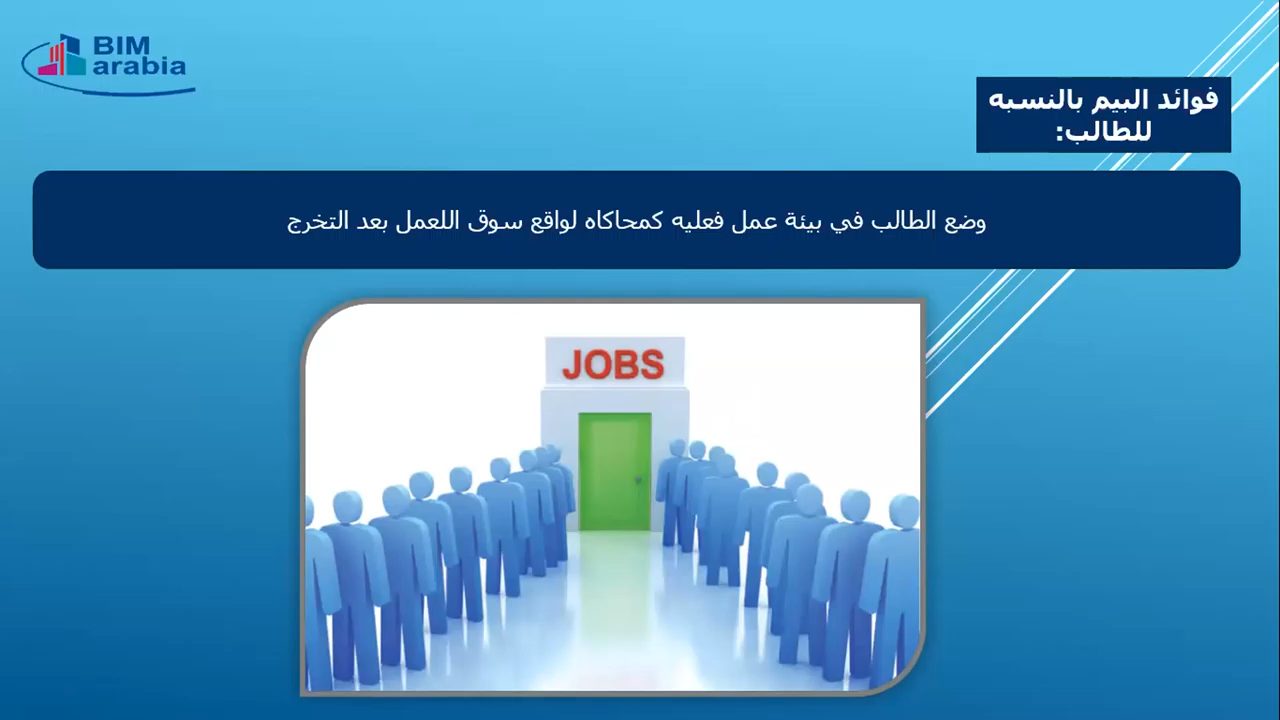 BIM
arabia
فوائد البيم بالنسبه
للطالب:
وضع الطالب في بيئة عمل فعليه كمحاكاه لواقع سوق اللعمل بعد التخرج
JOBS